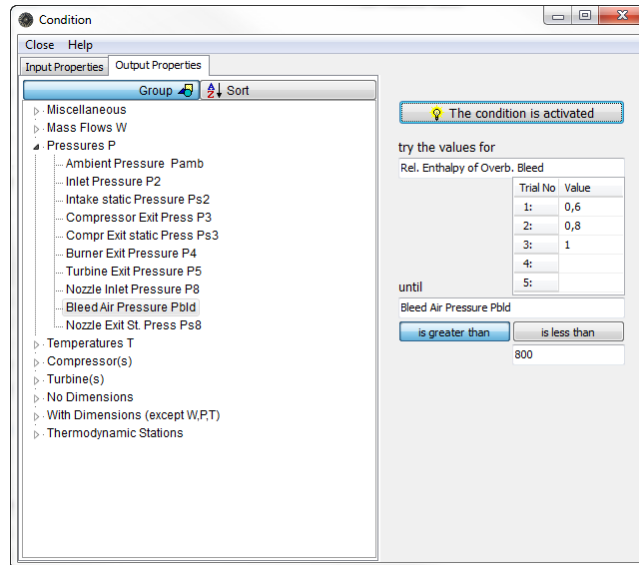 Condition
Close Help
Input Properties Output Properties
Group Sort
Miscellaneous
Mass Flows W
Pressures P
Ambient Pressure Pamb
Inlet Pressure P2
Intake static Pressure Ps2
Compressor Exit Press P3
Compr Exit static Press Ps3
Burner Exit Pressure P4
Turbine Exit Pressure P5
Nozzle Inlet Pressure P8
Bleed Air Pressure Pbld
Nozzle Exit St. Press Ps8
Temperatures T
Compressor(s)
Turbine(s)
No Dimensions
With Dimensions (except W,P,T)
Thermodynamic Stations
The condition is activated
try the values for
Rel. Enthalpy of Overb. Bleed
Trial No Value
1: 0,6
2: 0,8
3: 1
4:
5:
until
Bleed Air Pressure Pbld
is greater than is less than
800